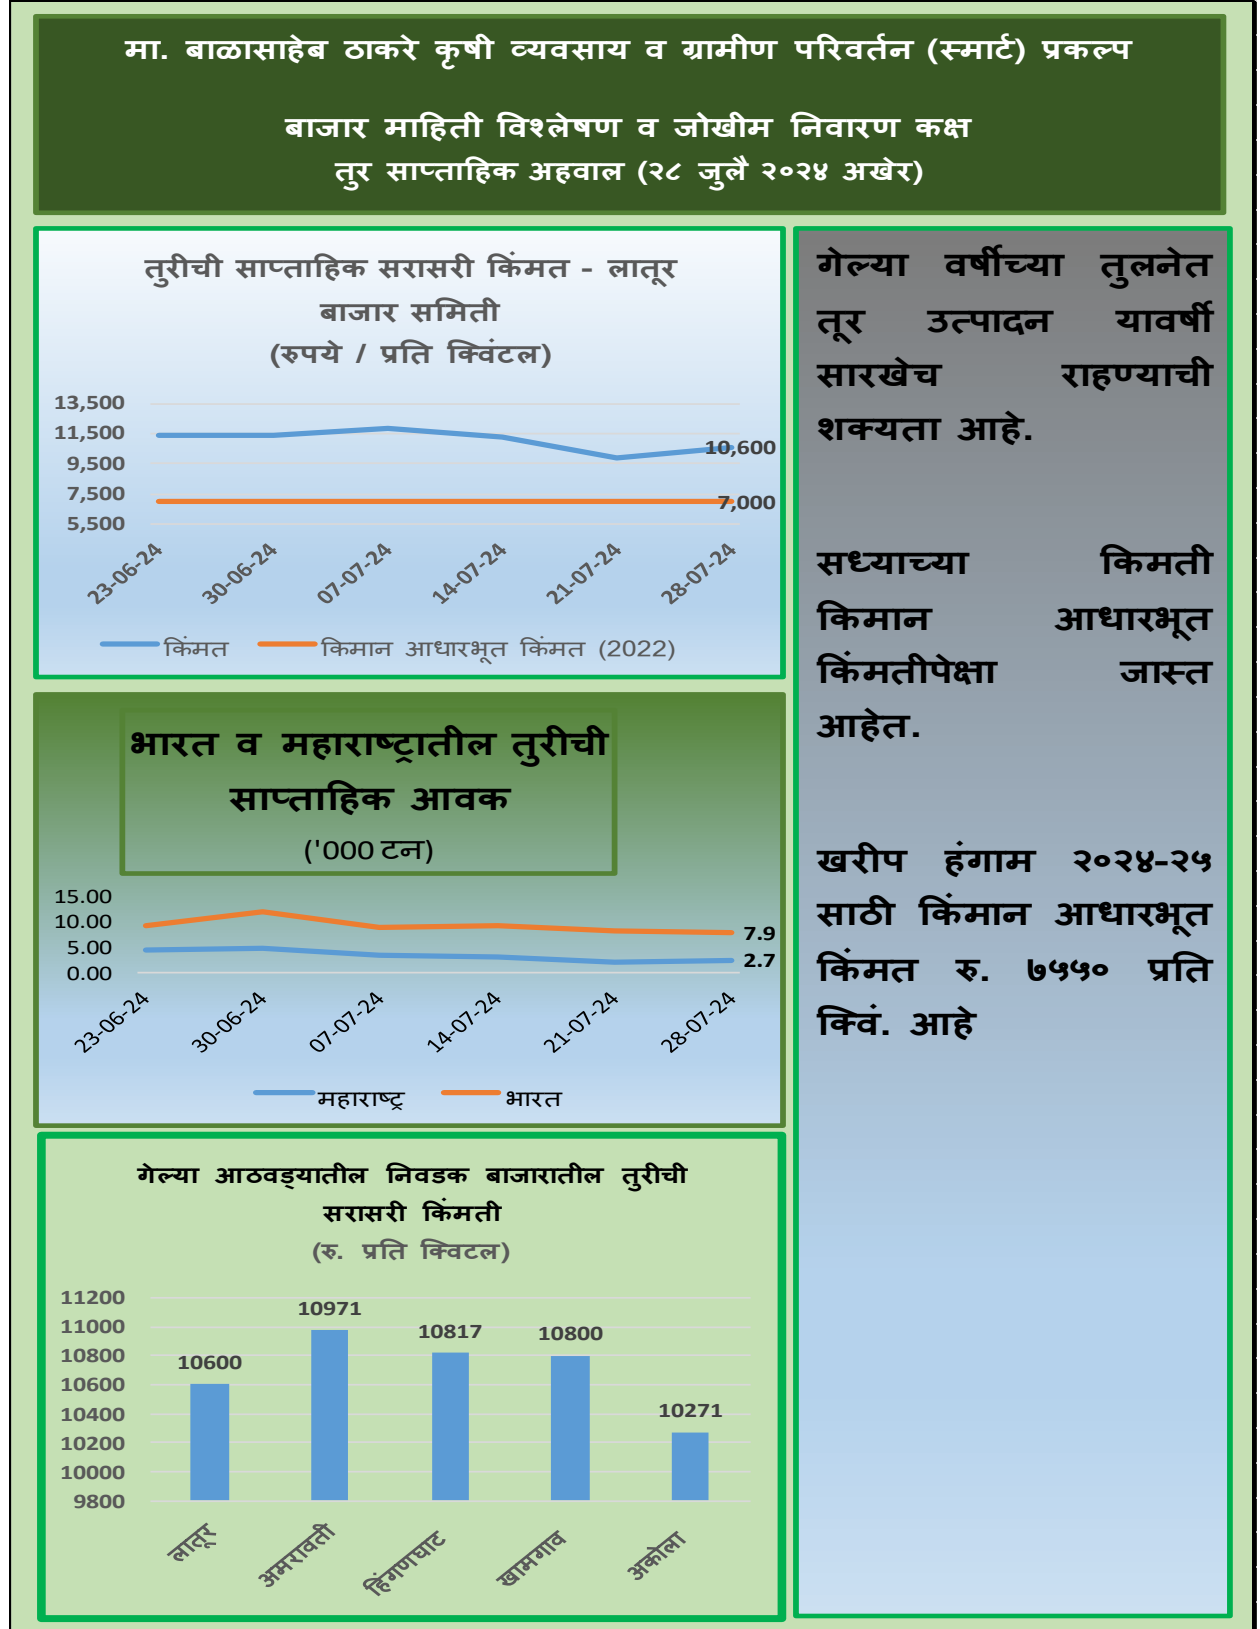 मा. बाळासाहेब ठाकरे कृषी व्यवसाय व ग्रामीण परिवर्तन (स्मार्ट) प्रकल्प
बाजार माहिती विश्लेषण व जोखीम निवारण कक्ष
तुर साप्ताहिक अहवाल (२८ जुलै २०२४ अखेर)
तुरीची साप्ताहिक सरासरी किंमत - लातूर
बाजार समिती
(रुपये / प्रति क्विंटल)
13,500
11,500
9,500
7,500
5,500
10,600
7,000
23-06-24
30-06-24
07-07-24
14-07-24
21-07-24
28-07-24
किंमत
किमान आधारभूत किंमत (2022)
भारत व महाराष्ट्रातील तुरीची
साप्ताहिक आवक
('000 टन)
15.00
10.00
5.00
0.00
7.9
2.7
23-06-24
30-06-24
07-07-24
14-07-24
21-07-24
28-07-24
महाराष्ट्र
भारत
गेल्या आठवड्यातील निवडक बाजारातील तुरीची
सरासरी किंमती
(रु. प्रति क्विटल)
11200
11000
10800
10600
10400
10200
10000
9800
10600
10971
10817
10800
10271
लातूर
अमरावती
हिंगणघाट
खामगाव
अकोला
गेल्या वर्षीच्या तुलनेत
तूर उत्पादन यावर्षी
सारखेच राहण्याची
शक्यता आहे.
सध्याच्या किमती
किमान आधारभूत
किंमतीपेक्षा जास्त
आहेत.
खरीप हंगाम २०२४-२५
साठी किंमान आधारभूत
किंमत रु. ७५५० प्रति
क्विं. आहे